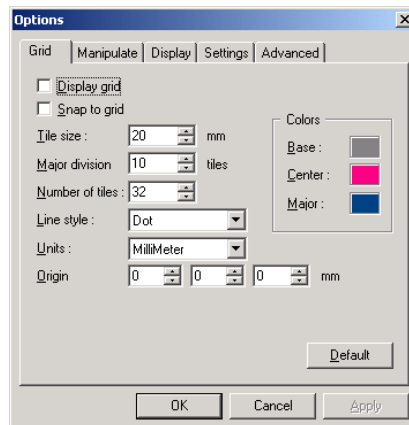 Options
Grid Manipulate Display Settings Advanced
Display grid
Snap to grid
Colors
Tile size : 20 mm
Base :
Major division 10 tiles
Center :
Number of tiles : 32
Major :
Line style : Dot
Units : MilliMeter
Origin 0 0 0 mm
Default
OK Cancel Apply